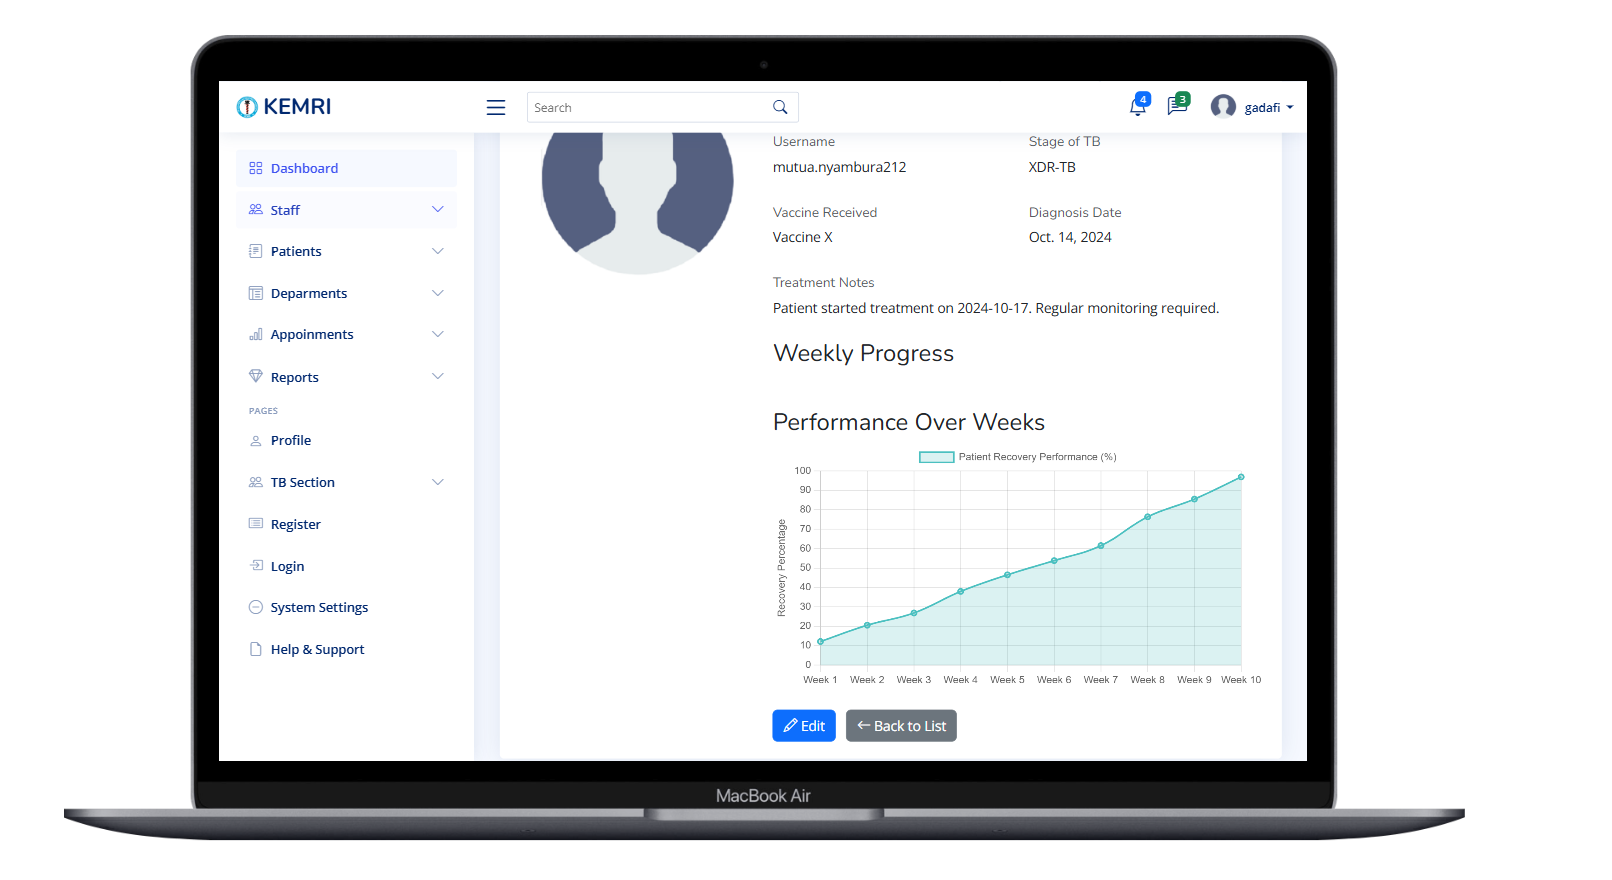 KEMRI
Search
4
3
gadafi
Dashboard
Staff
Patients
Deparments
Appoinments
Reports
PAGES
Profile
TB Section
Register
Login
System Settings
Help & Support
Username
Stage of TB
mutua.nyambura212
XDR-TB
Vaccine Received
Diagnosis Date
Vaccine X
Oct. 14, 2024
Treatment Notes
Patient started treatment on 2024-10-17. Regular monitoring required.
Weekly Progress
Performance Over Weeks
Patient Recovery Performance (%)
Recovery Percentage
100
90
80
70
60
50
40
30
20
10
0
Week 1 Week 2 Week 3 Week 4 Week 5 Week 6 Week 7 Week 8 Week 9 Week 10
Edit
Back to List
MacBook Air